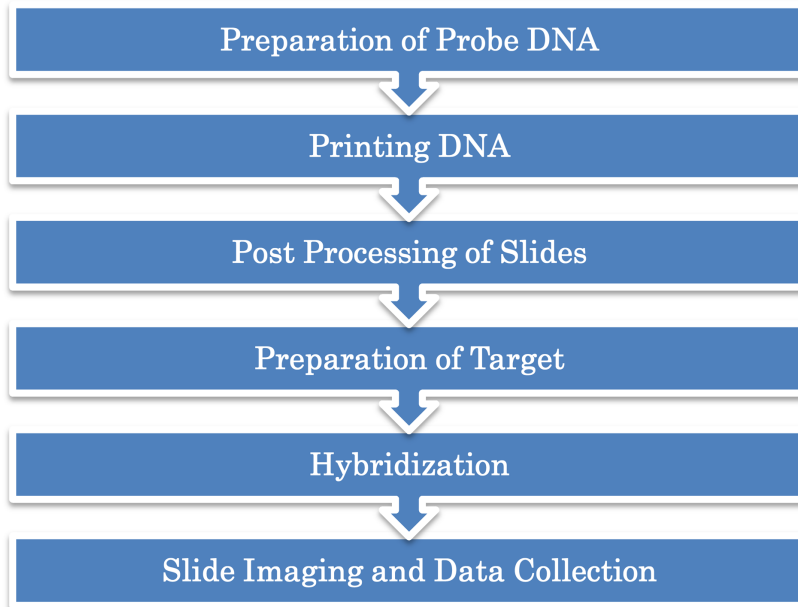 Preparation of Probe DNA
Printing DNA
Post Processing of Slides
Preparation of Target
Hybridization
Slide Imaging and Data Collection